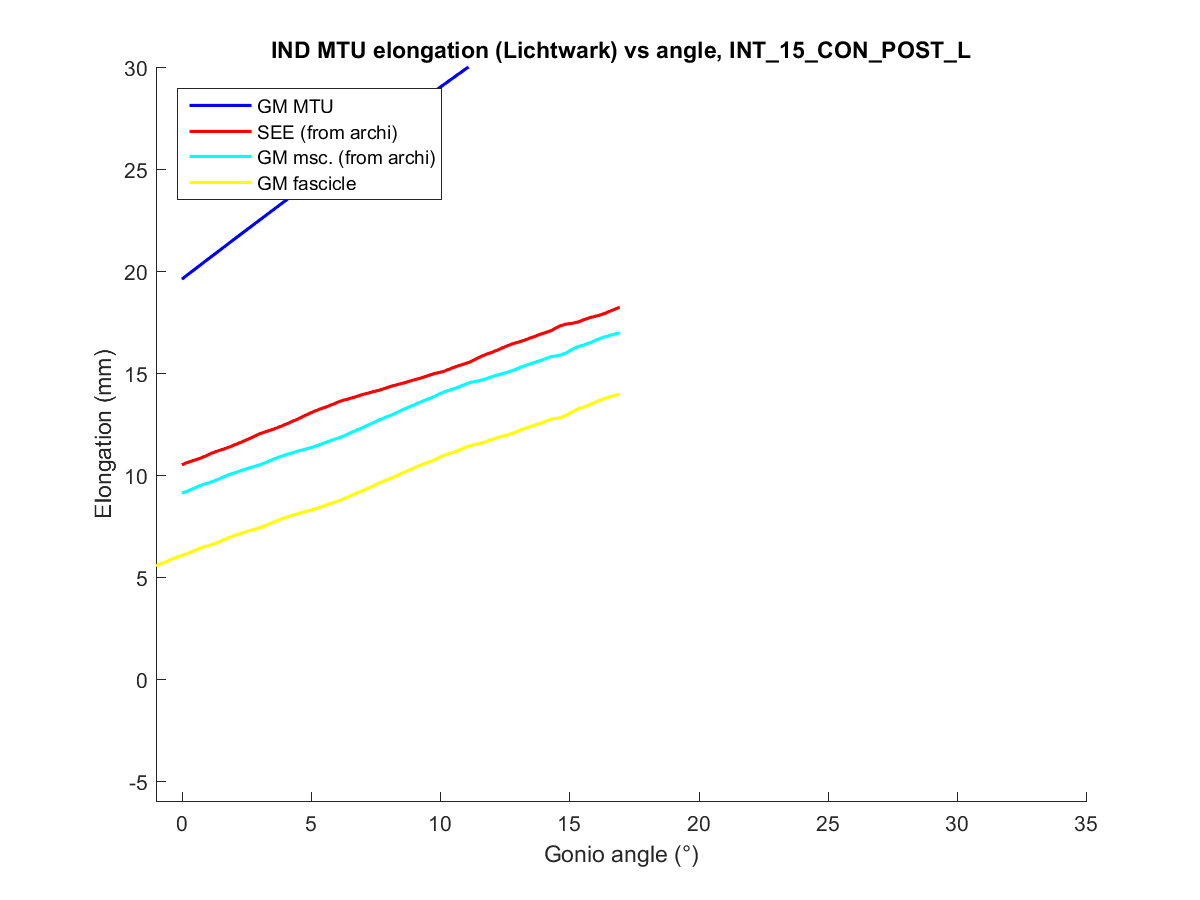 IND MTU elongation (Lichtwark) vs angle, INT_15_CON_POST_L
30
25
20
15
10
5
0
-5
Elongation (mm)
GM MTU
SEE (from archi)
GM msc. (from archi)
GM fascicle
0 5 10 15 20 25 30 35
Gonio angle (°)